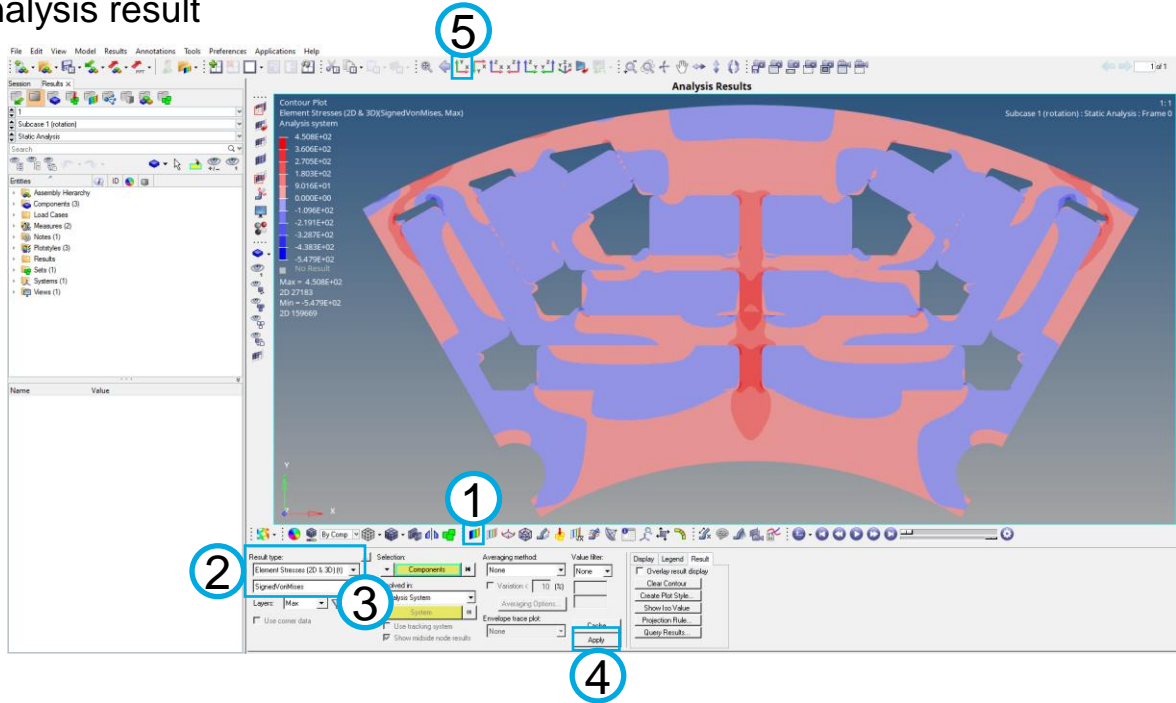 nalysis result
5
File Edit View Model Results Annotations Tools Preferences Applications Help
1 of 1
Session Results x
Analysis Results
1
Subcase 1 (rotation)
Static Analysis
Search
Entities ID
Assembly Hierarchy
Components (3)
Load Cases
Measures (2)
Notes (1)
Plotstyles (3)
Results
Sets (1)
Systems (1)
Views (1)
Name Value
Contour Plot
Element Stresses (2D & 3D)(SignedVonMises, Max)
Analysis system
4.508E+02
3.606E+02
2.705E+02
1.803E+02
9.016E+01
0.000E+00
-1.096E+02
-2.191E+02
-3.287E+02
-4.383E+02
-5.479E+02
No Result
Max = 4.508E+02
2D 27183
Min = -5.479E+02
2D 159669
1: 1
Subcase 1 (rotation) : Static Analysis : Frame 0
Y
X
1
By Comp
2
Result type:
Element Stresses (2D & 3D) (t)
SignedVonMises
3
Layers: Max
Use corner data
Selection:
Components
olved in:
alysis System
System
Use tracking system
Show midside node results
Averaging method:
None
Variation < 10 (%)
Averaging Options...
Envelope trace plot:
None
Value filter:
None
Cache
Apply
4
Display Legend Result
Overlay result display
Clear Contour
Create Plot Style...
Show Iso Value
Projection Rule...
Query Results...